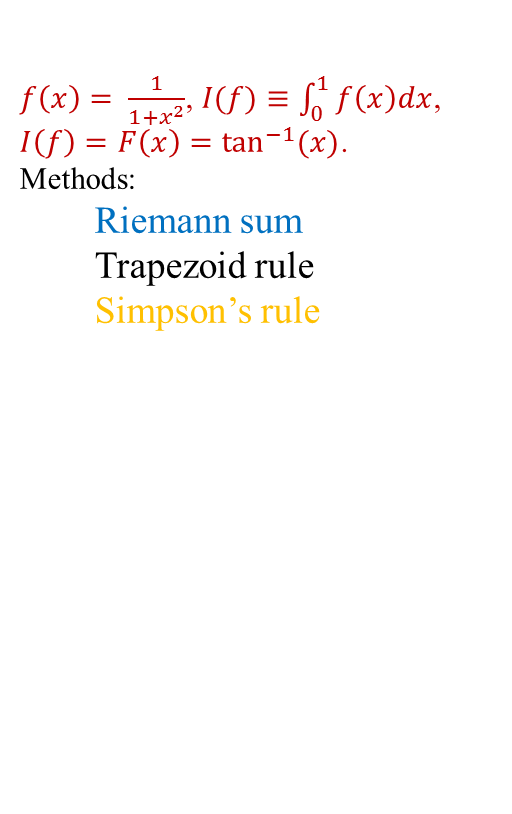 f(x) = 1/(1+x²), I(f) ≡ ∫₀¹ f(x)dx,
I(f) = F(x) = tan⁻¹(x).
Methods:
Riemann sum
Trapezoid rule
Simpson’s rule